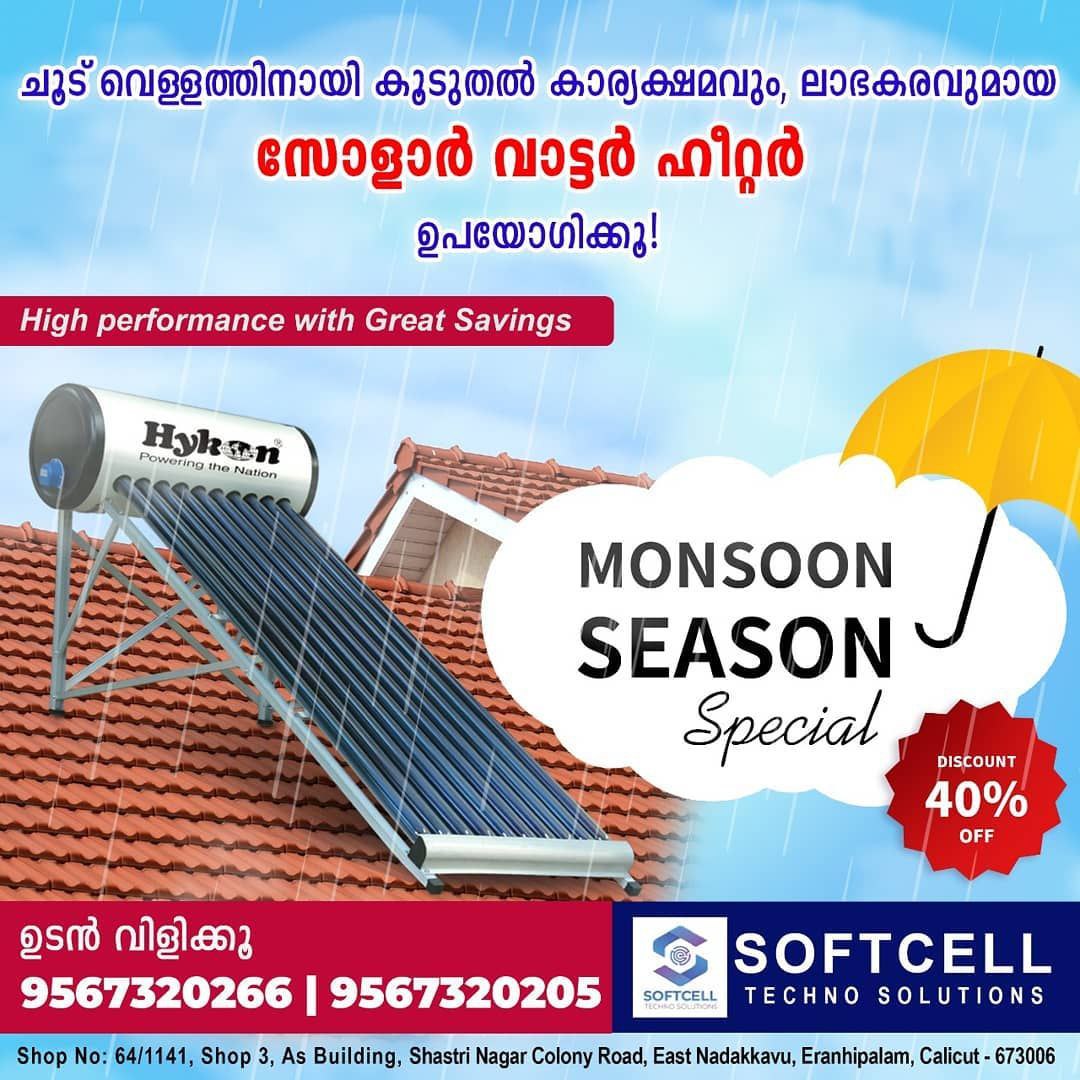 ചൂട് വെള്ളത്തിനായി കൂടുതൽ കാര്യക്ഷമവും, ലാഭകരവുമായ
സോളാർ വാട്ടർ ഹീറ്റർ
ഉപയോഗിക്കൂ!
High performance with Great Savings
Hykon®
Powering the Nation
MONSOON
SEASON
Special
DISCOUNT
40%
OFF
ഉടൻ വിളിക്കൂ
9567320266 | 9567320205
SOFTCELL
TECHNO SOLUTIONS
SOFTCELL
TECHNO SOLUTIONS
Shop No: 64/1141, Shop 3, As Building, Shastri Nagar Colony Road, East Nadakkavu, Eranhipalam, Calicut - 673006